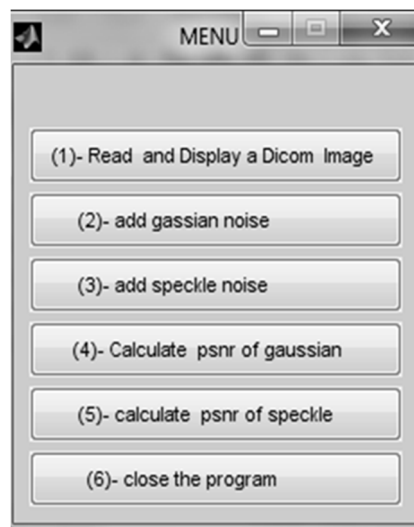 MENU
(1)- Read and Display a Dicom Image
(2)- add gassian noise
(3)- add speckle noise
(4)- Calculate psnr of gaussian
(5)- calculate psnr of speckle
(6)- close the program